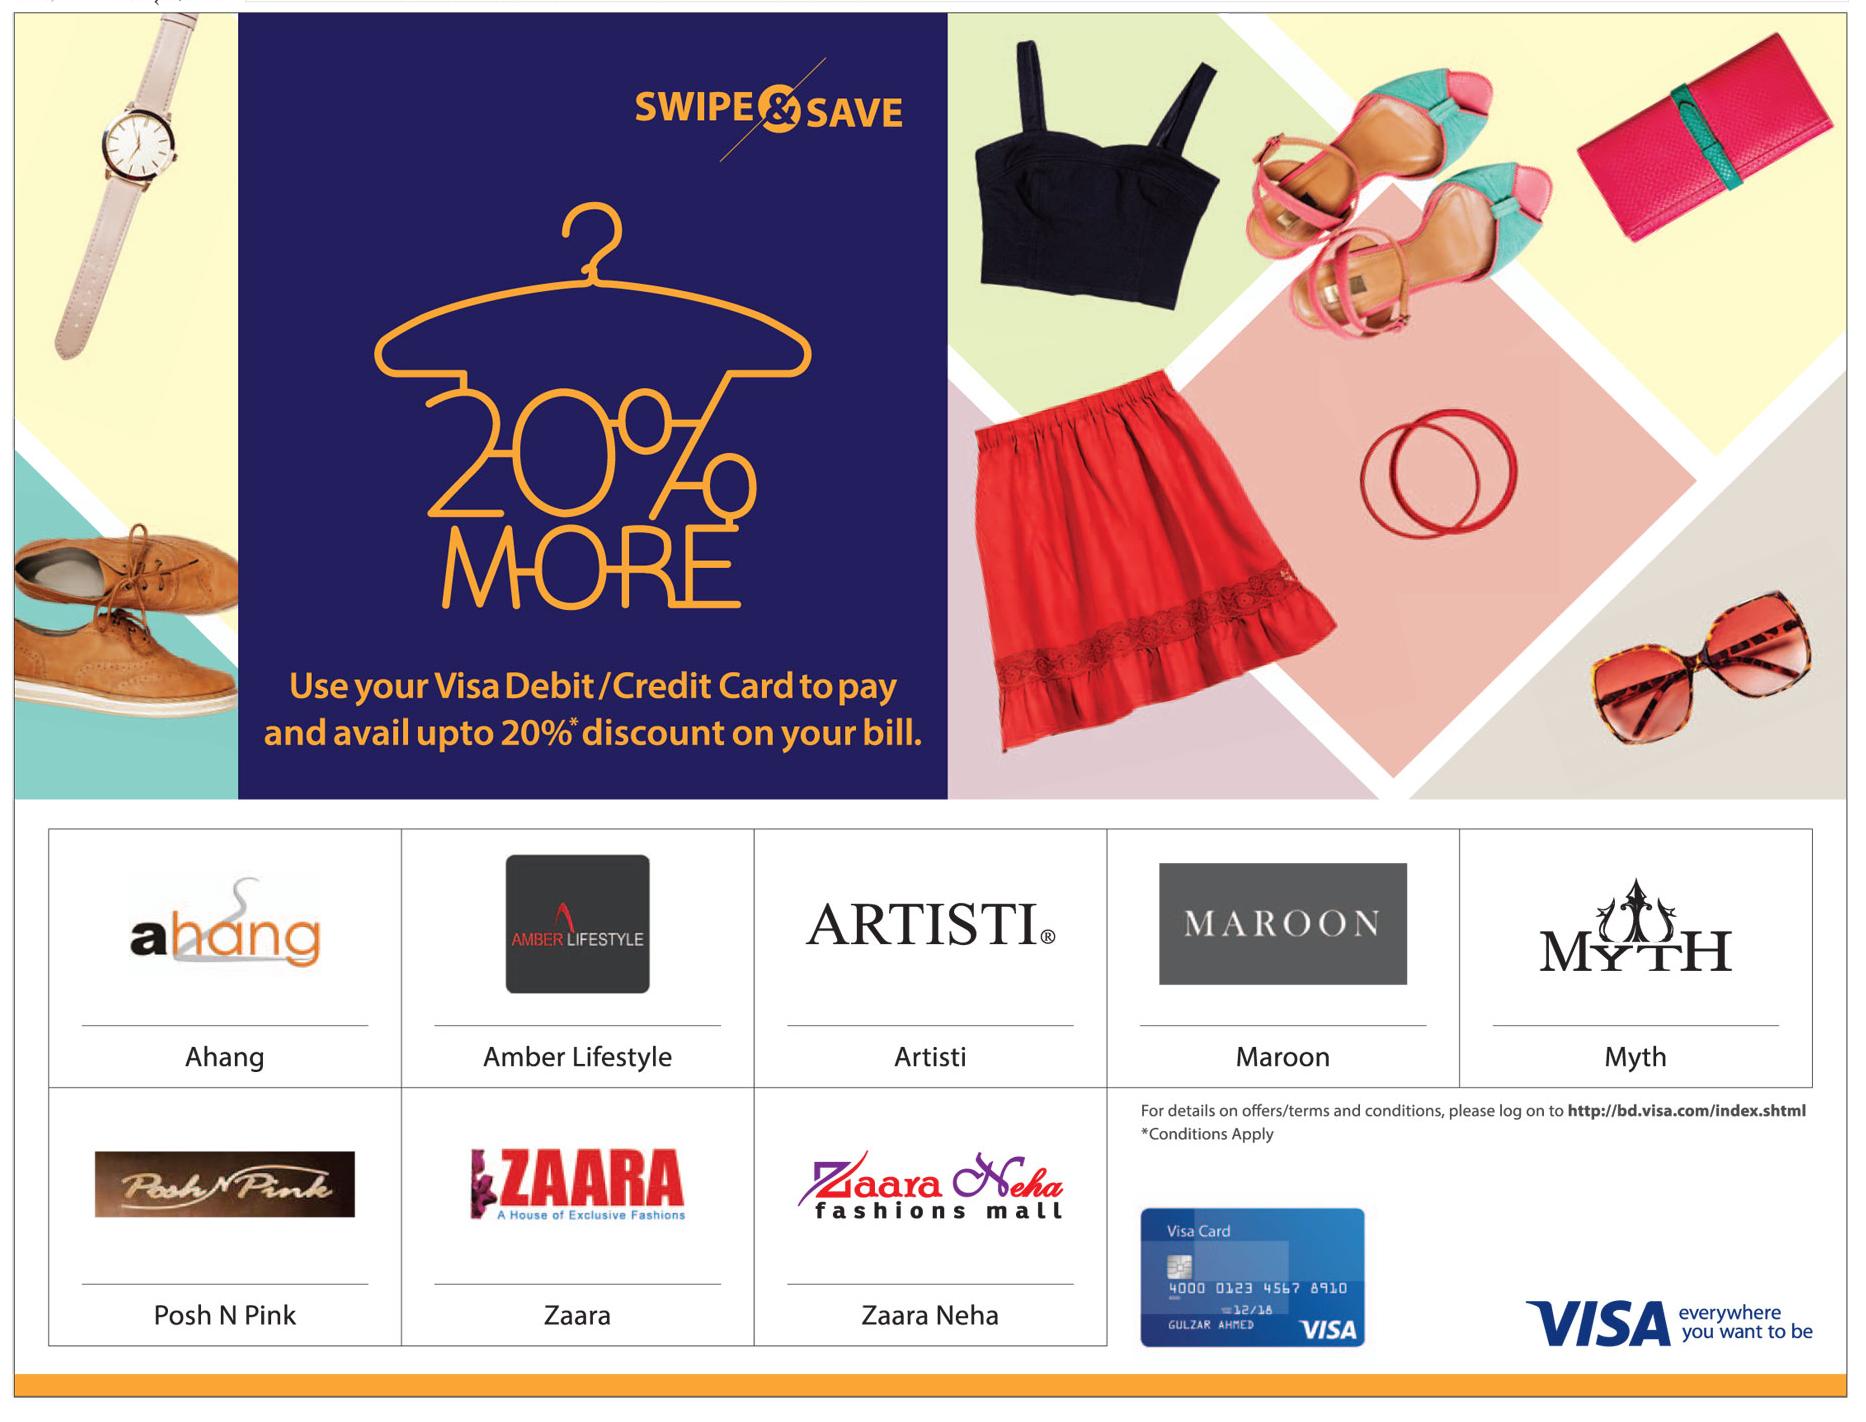 SWIPE & SAVE
20%
MORE
Use your Visa Debit/Credit Card to pay
and avail upto 20%* discount on your bill.
ahang
Ahang
AMBER LIFESTYLE
Amber Lifestyle
ARTISTI®
Artisti
MAROON
Maroon
MYTH
Myth
Posh N Pink
Posh N Pink
ZAARA
A House of Exclusive Fashions
Zaara
Zaara Neha
fashions mall
Zaara Neha
For details on offers/terms and conditions, please log on to http://bd.visa.com/index.shtml
*Conditions Apply
Visa Card
4000 0123 4567 8910
12/18
GULZAR AHMED
VISA
VISA everywhere
you want to be